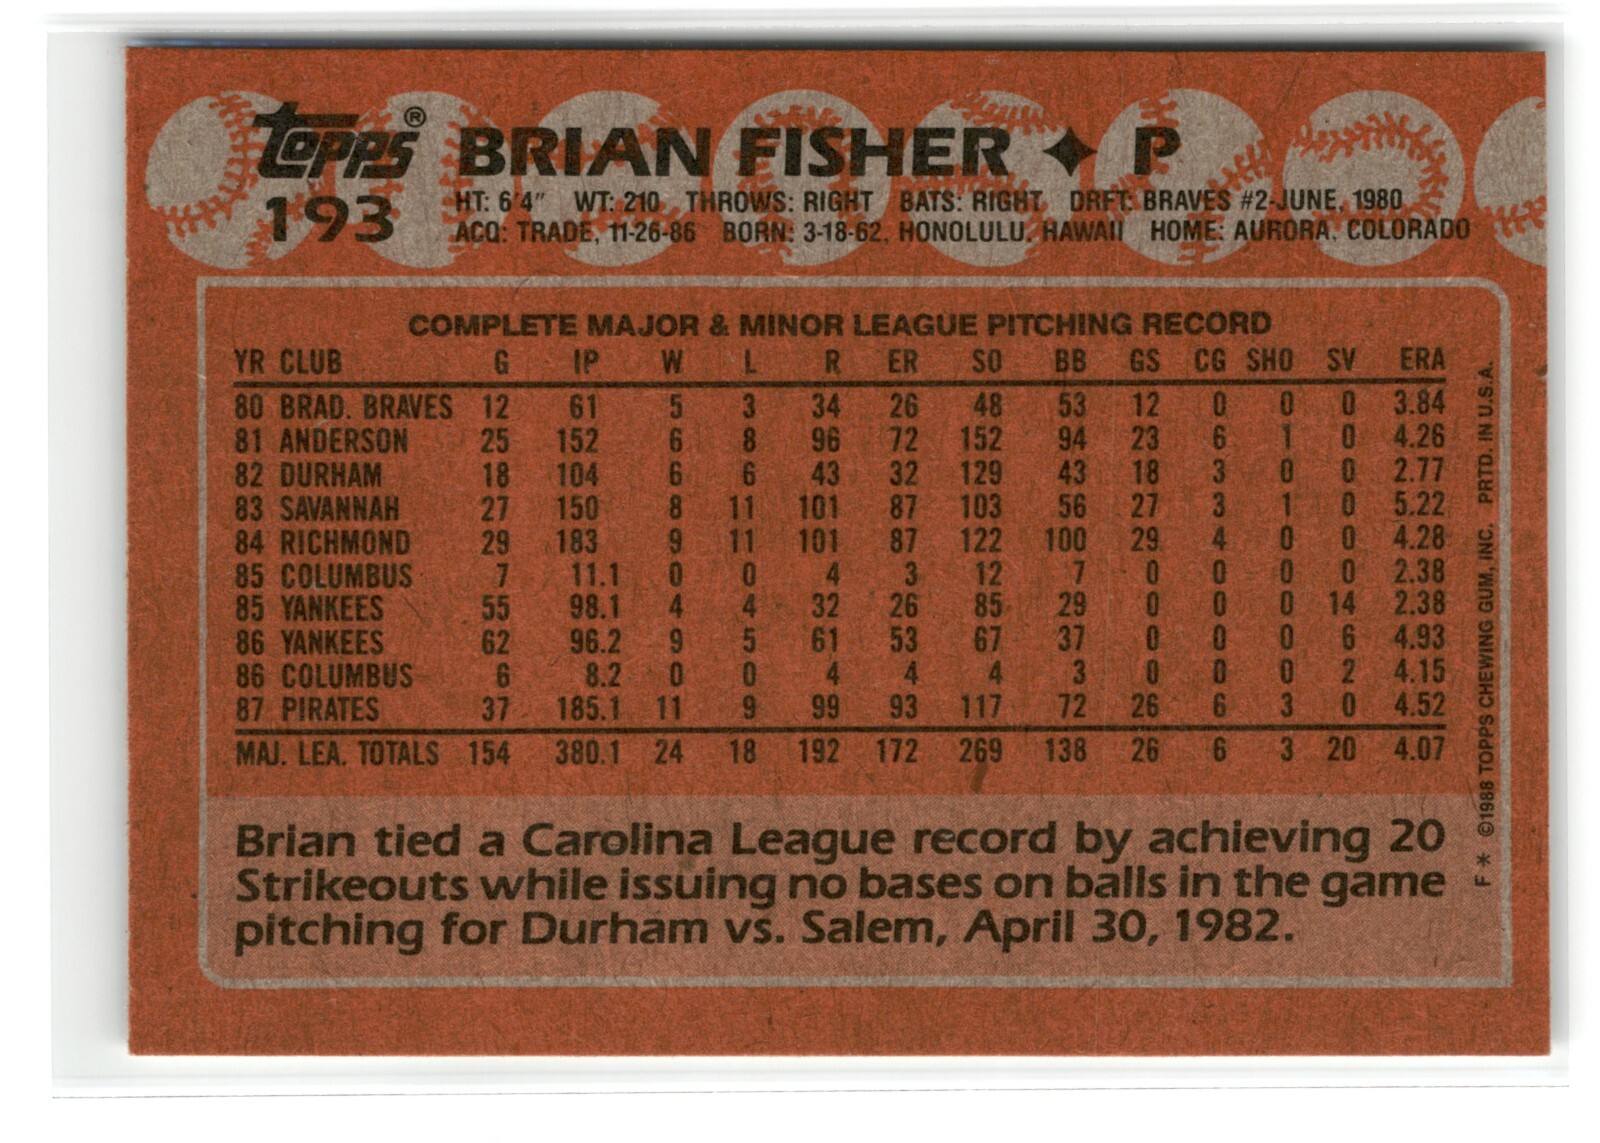 topps® BRIAN FISHER ✦ P
193
HT: 6'4" WT: 210 THROWS: RIGHT BATS: RIGHT DRFT: BRAVES #2-JUNE, 1980
ACQ: TRADE, 11-26-86 BORN: 3-18-62, HONOLULU, HAWAII HOME: AURORA, COLORADO
COMPLETE MAJOR & MINOR LEAGUE PITCHING RECORD
YR CLUB G IP W L R ER SO BB GS CG SHO SV ERA
80 BRAD. BRAVES 12 61 5 3 34 26 48 53 12 0 0 0 3.84
81 ANDERSON 25 152 6 8 96 72 152 94 23 6 1 0 4.26
82 DURHAM 18 104 6 6 43 32 129 43 18 3 0 0 2.77
83 SAVANNAH 27 150 8 11 101 87 103 56 27 3 1 0 5.22
84 RICHMOND 29 183 9 11 101 87 122 100 29 4 0 0 4.28
85 COLUMBUS 7 11.1 0 0 4 3 12 7 0 0 0 0 2.38
85 YANKEES 55 98.1 4 4 32 26 85 29 0 0 0 14 2.38
86 YANKEES 62 96.2 9 5 61 53 67 37 0 0 0 6 4.93
86 COLUMBUS 6 8.2 0 0 4 4 4 3 0 0 0 2 4.15
87 PIRATES 37 185.1 11 9 99 93 117 72 26 6 3 0 4.52
MAJ. LEA. TOTALS 154 380.1 24 18 192 172 269 138 26 6 3 20 4.07
Brian tied a Carolina League record by achieving 20
Strikeouts while issuing no bases on balls in the game
pitching for Durham vs. Salem, April 30, 1982.
F * ©1988 TOPPS CHEWING GUM, INC. PRTD. IN U.S.A.